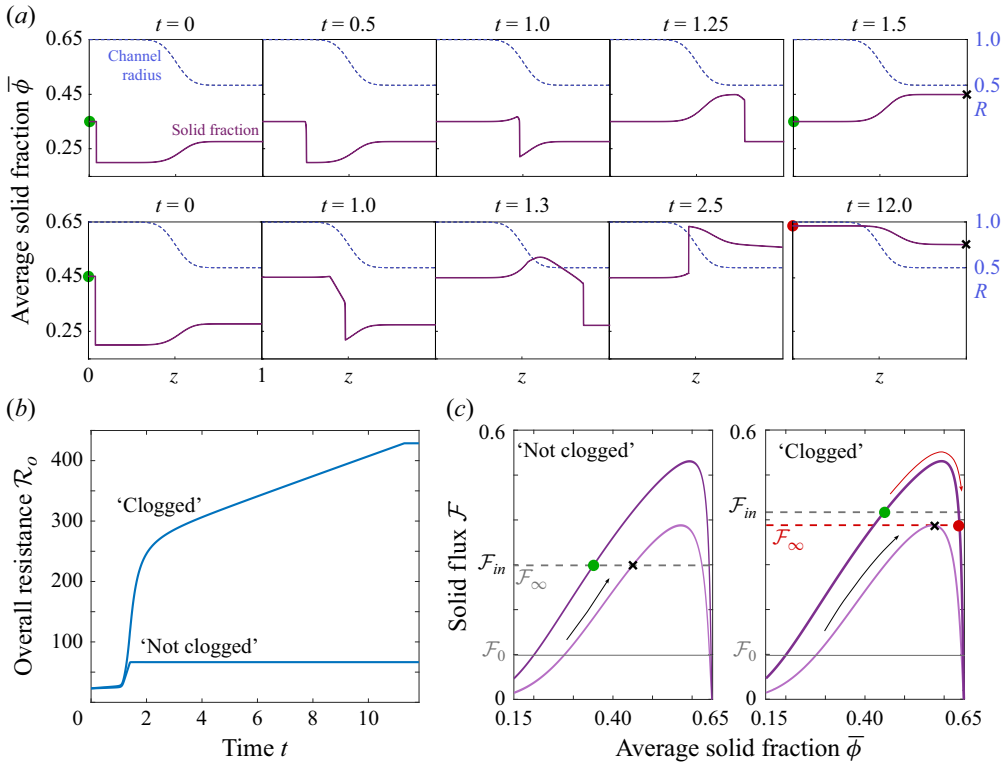 (a)
t = 0 t = 0.5 t = 1.0 t = 1.25 t = 1.5
0.65 1.0
Channel
radius
0.45 0.5
R
Solid fraction
0.25
Average solid fraction ϕ̅
t = 0 t = 1.0 t = 1.3 t = 2.5 t = 12.0
0.65 1.0
0.45 0.5
R
0.25
0 z 1 z z z z
(b) (c)
400
300
200
100
0
Overall resistance ℛo
'Clogged'
'Not clogged'
0 2 4 6 8 10
Time t
0.6 0.6
'Not clogged' 'Clogged'
Solid flux ℱ
ℱin ℱin
ℱ∞ ℱ∞
ℱ0 ℱ0
0 0
0.15 0.40 0.65 0.15 0.40 0.65
Average solid fraction ϕ̅